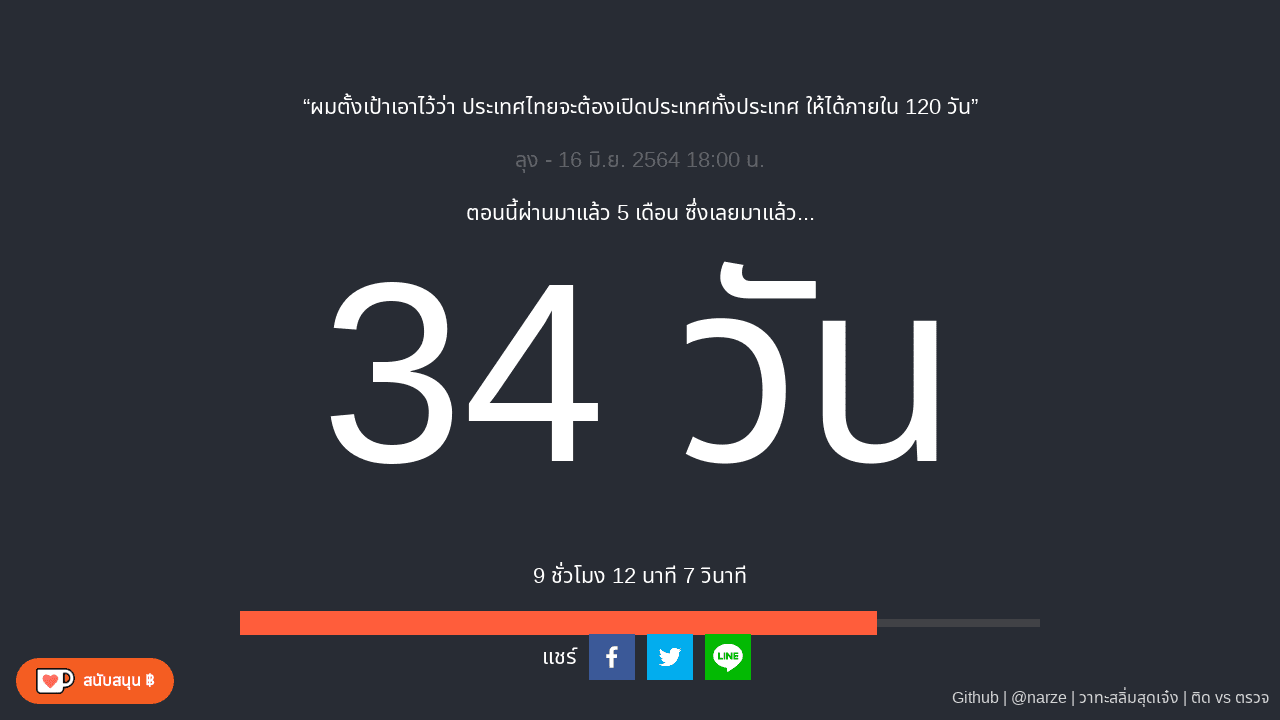 “ผมตั้งเป้าเอาไว้ว่า ประเทศไทยจะต้องเปิดประเทศทั้งประเทศ ให้ได้ภายใน 120 วัน”
ลุง - 16 มิ.ย. 2564 18:00 น.
ตอนนี้ผ่านมาแล้ว 5 เดือน ซึ่งเลยมาแล้ว...
34 วัน
9 ชั่วโมง 12 นาที 7 วินาที
แชร์ LINE
สนับสนุน ฿
Github | @narze | วาทะสลิ่มสุดเจ๋ง | ติด vs ตรวจ